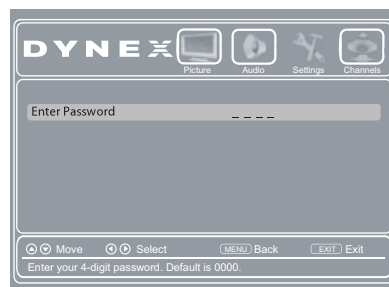 DYNEX
Picture Audio Settings Channels
Enter Password _ _ _ _
Move Select MENU Back EXIT Exit
Enter your 4-digit password. Default is 0000.